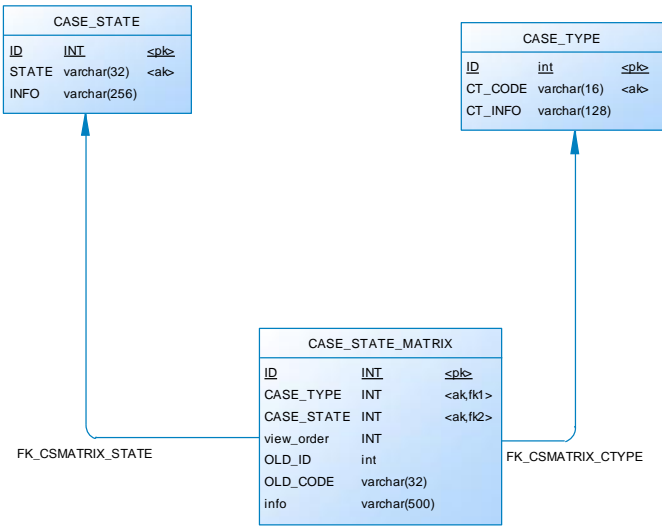 CASE_STATE
ID INT <pk>
STATE varchar(32) <ak>
INFO varchar(256)
CASE_TYPE
ID int <pk>
CT_CODE varchar(16) <ak>
CT_INFO varchar(128)
CASE_STATE_MATRIX
ID INT <pk>
CASE_TYPE INT <ak,fk1>
CASE_STATE INT <ak,fk2>
view_order INT
OLD_ID int
OLD_CODE varchar(32)
info varchar(500)
FK_CSMATRIX_STATE
FK_CSMATRIX_CTYPE